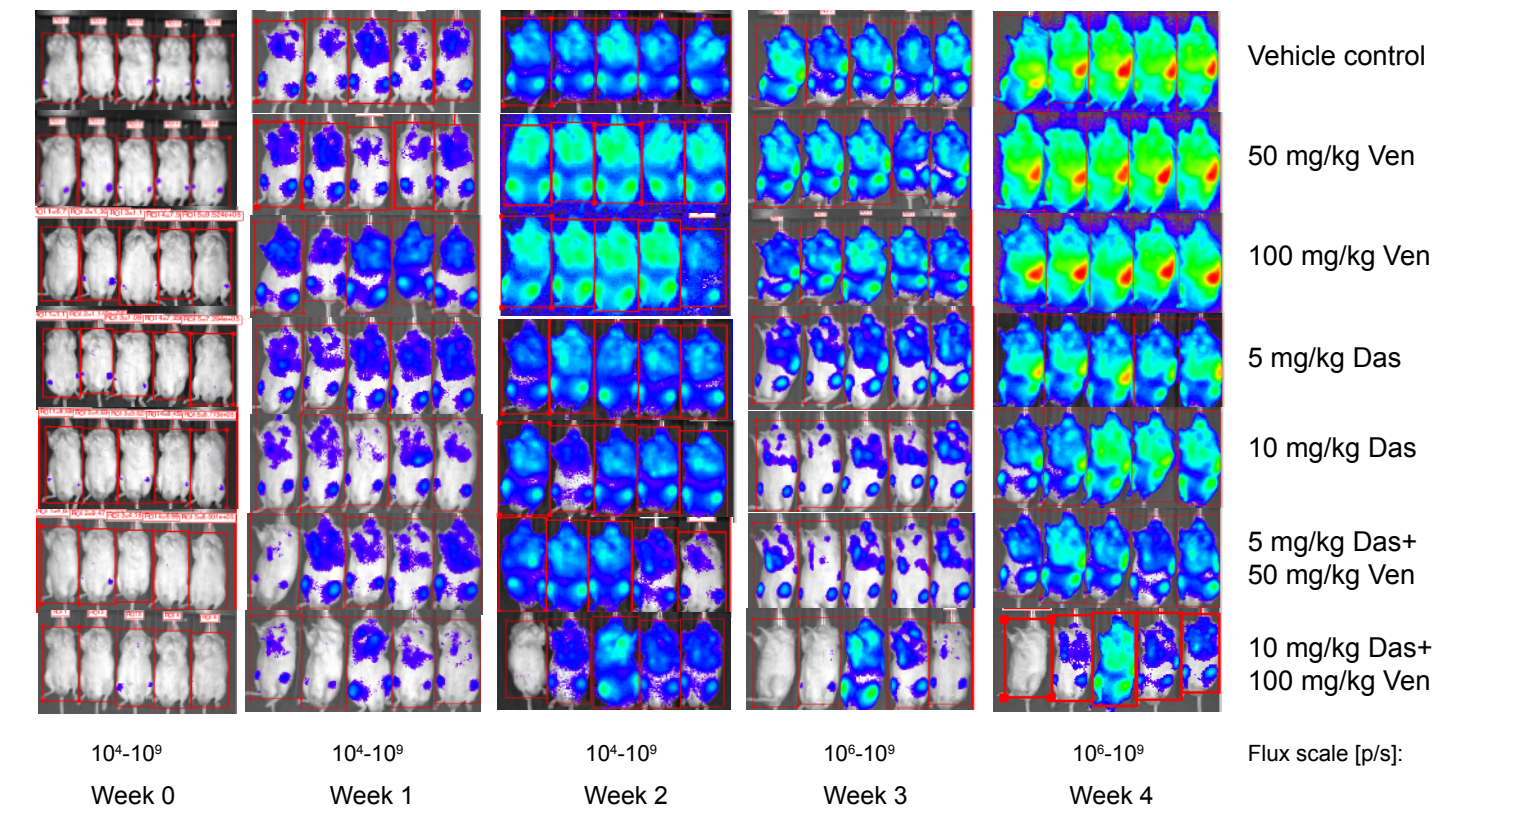 Vehicle control
50 mg/kg Ven
100 mg/kg Ven
5 mg/kg Das
10 mg/kg Das
5 mg/kg Das+
50 mg/kg Ven
10 mg/kg Das+
100 mg/kg Ven
10⁴-10⁹ 10⁴-10⁹ 10⁴-10⁹ 10⁶-10⁹ 10⁶-10⁹ Flux scale [p/s]:
Week 0 Week 1 Week 2 Week 3 Week 4